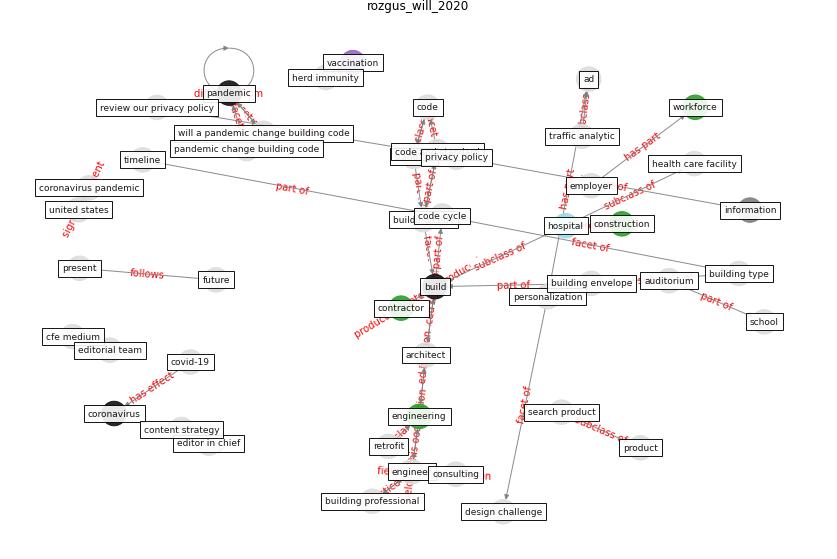 rozgus_will_2020
vaccination
herd immunity
ad
pandemic
review our privacy policy
code
workforce
will a pandemic change building code
traffic analytic
pandemic change building code
has part
code
privacy policy
timeline
health care facility
employer
of
subclass of
coronavirus pandemic
part of
united states
information
code cycle
hospital
construction
facet of
part of
subclass of
present
follows
future
build
part of
building envelope
auditorium
building type
personalization
part of
contractor
school
cfe medium
editorial team
covid-19
architect
has effect
coronavirus
engineering
facet of
search product
content strategy
editor in chief
retrofit
subclass of
product
consulting
building professional
design challenge